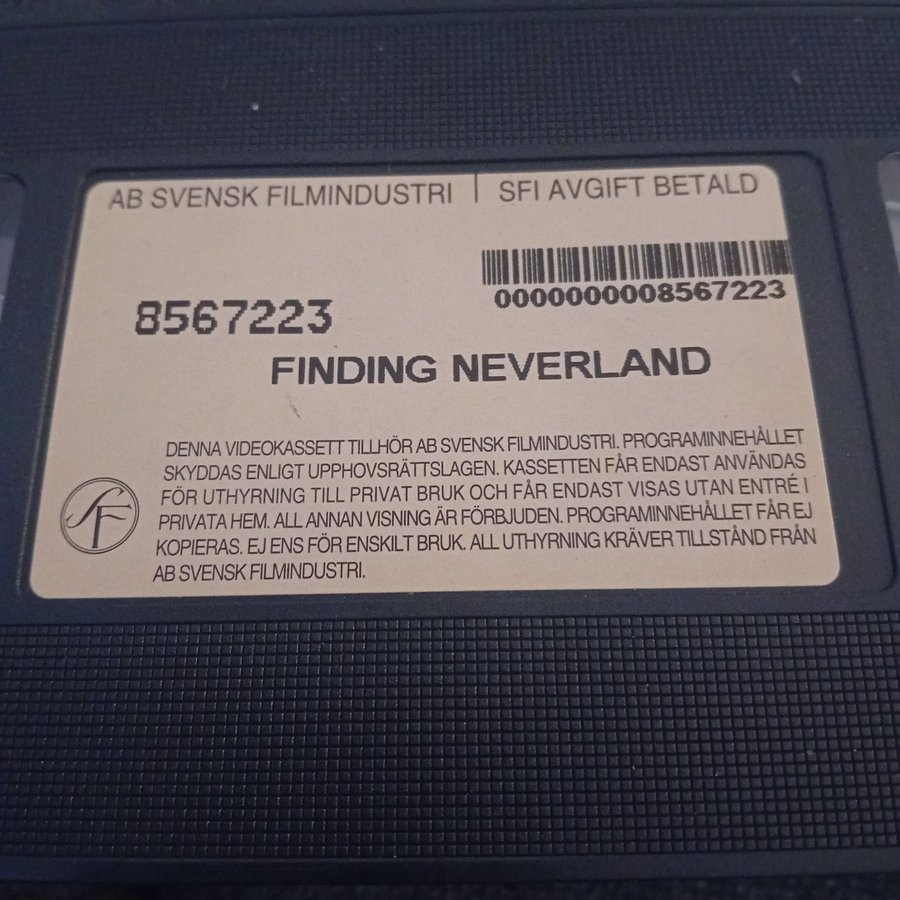 AB SVENSK FILMINDUSTRI | SFI AVGIFT BETALD
0000000008567223
8567223
FINDING NEVERLAND
DENNA VIDEOKASSETT TILLHÖR AB SVENSK FILMINDUSTRI. PROGRAMINNEHÅLLET
SKYDDAS ENLIGT UPPHOVSRÄTTSLAGEN. KASSETTEN FÅR ENDAST ANVÄNDAS
FÖR UTHYRNING TILL PRIVAT BRUK OCH FÅR ENDAST VISAS UTAN ENTRÉ I
PRIVATA HEM. ALL ANNAN VISNING ÄR FÖRBJUDEN. PROGRAMINNEHÅLLET FÅR EJ
KOPIERAS. EJ ENS FÖR ENSKILT BRUK. ALL UTHYRNING KRÄVER TILLSTÅND FRÅN
AB SVENSK FILMINDUSTRI.
SF